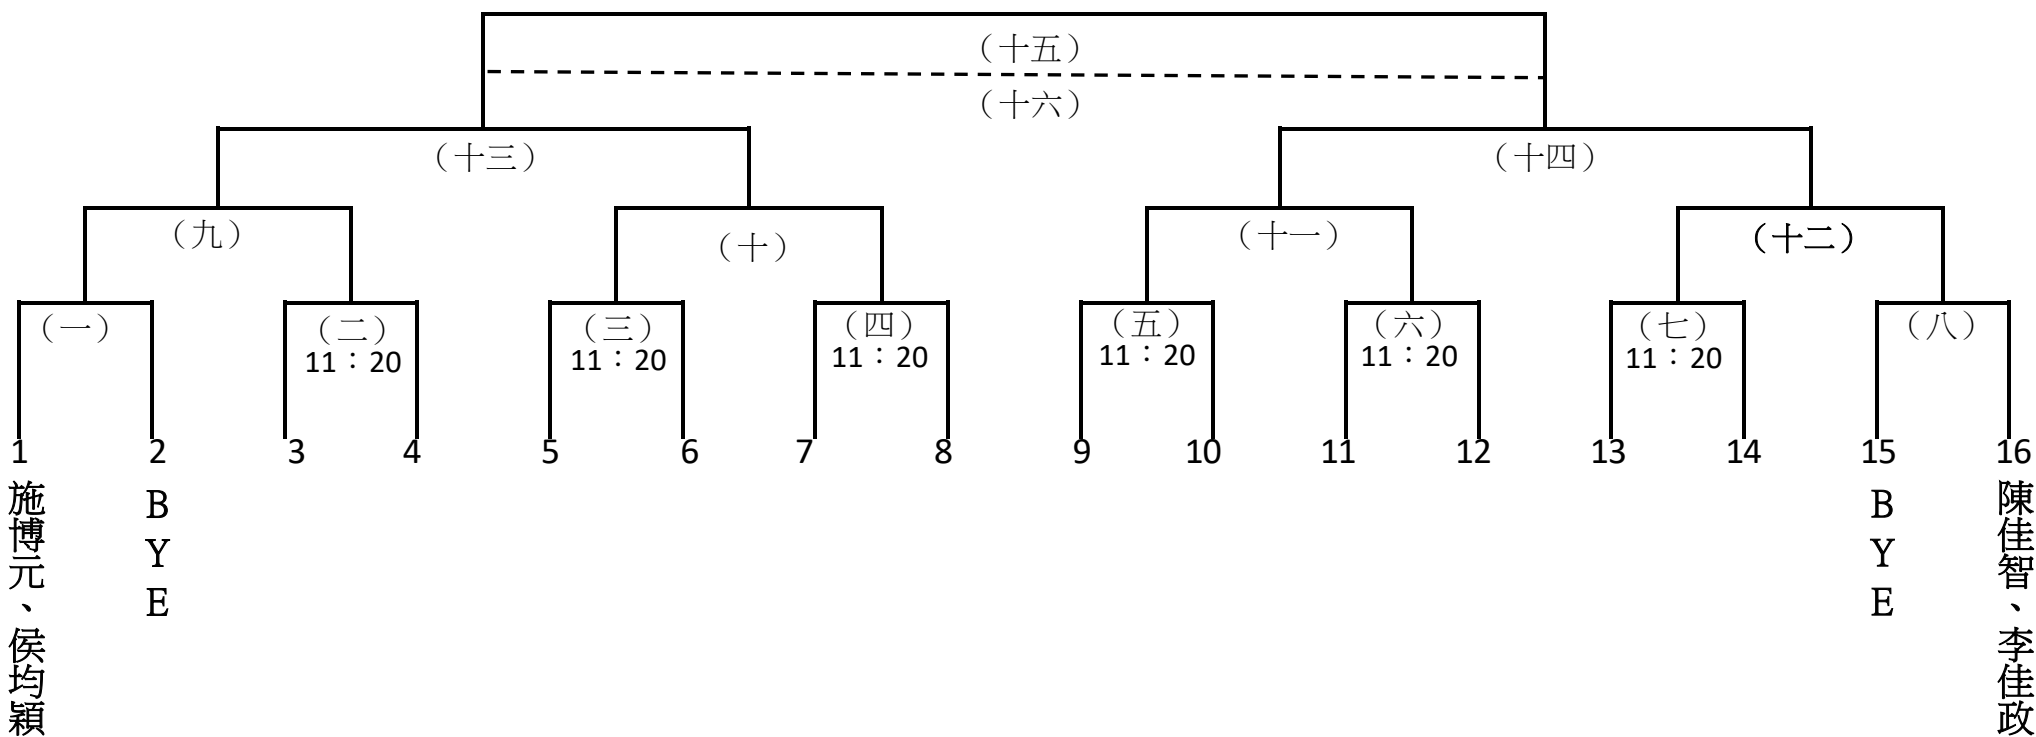 （十五）
（十六）
（十三）
（十四）
（九）
（十）
（十一）
（十二）
（一）
（二）
11：20
（三）
11：20
（四）
11：20
（五）
11：20
（六）
11：20
（七）
11：20
（八）
1
2
3
4
5
6
7
8
9
10
11
12
13
14
15
16
施博元、侯均穎
BYE
BYE
陳佳智、李佳政